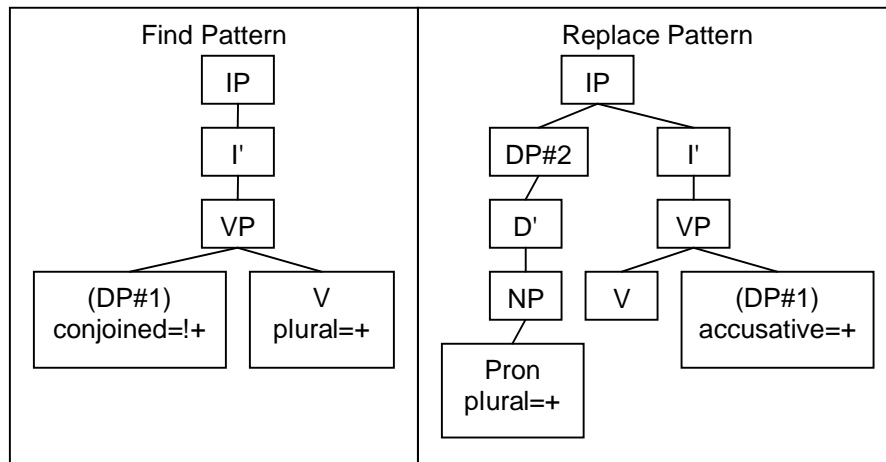 Find Pattern
IP
I'
VP
(DP#1)
conjoined=!+
V
plural=+
Replace Pattern
IP
DP#2
I'
D'
VP
NP
V
(DP#1)
accusative=+
Pron
plural=+